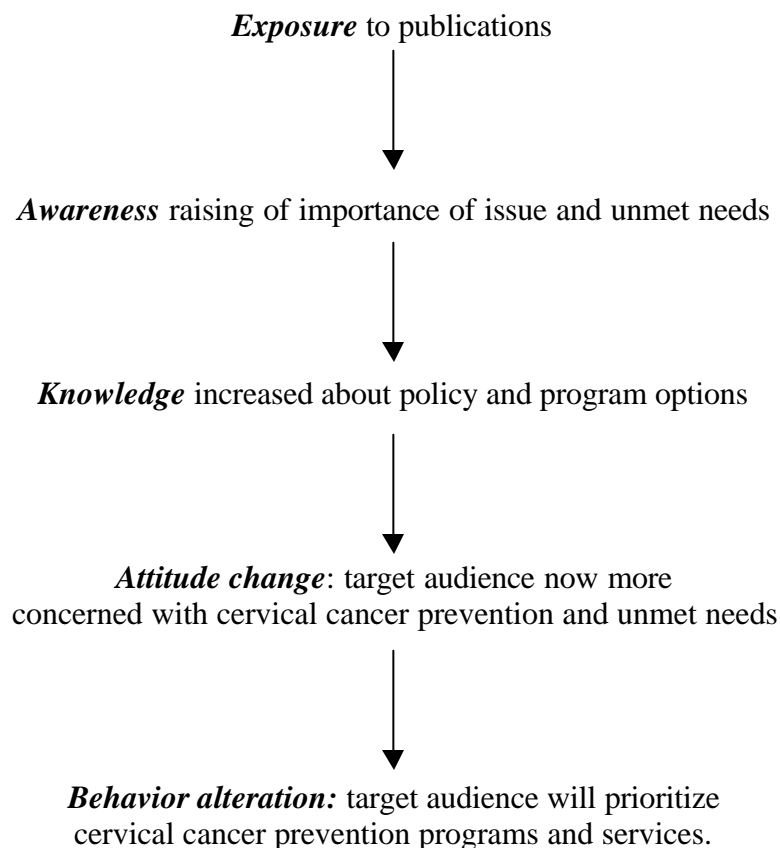 Exposure to publications
Awareness raising of importance of issue and unmet needs
Knowledge increased about policy and program options
Attitude change: target audience now more
concerned with cervical cancer prevention and unmet needs
Behavior alteration: target audience will prioritize
cervical cancer prevention programs and services.